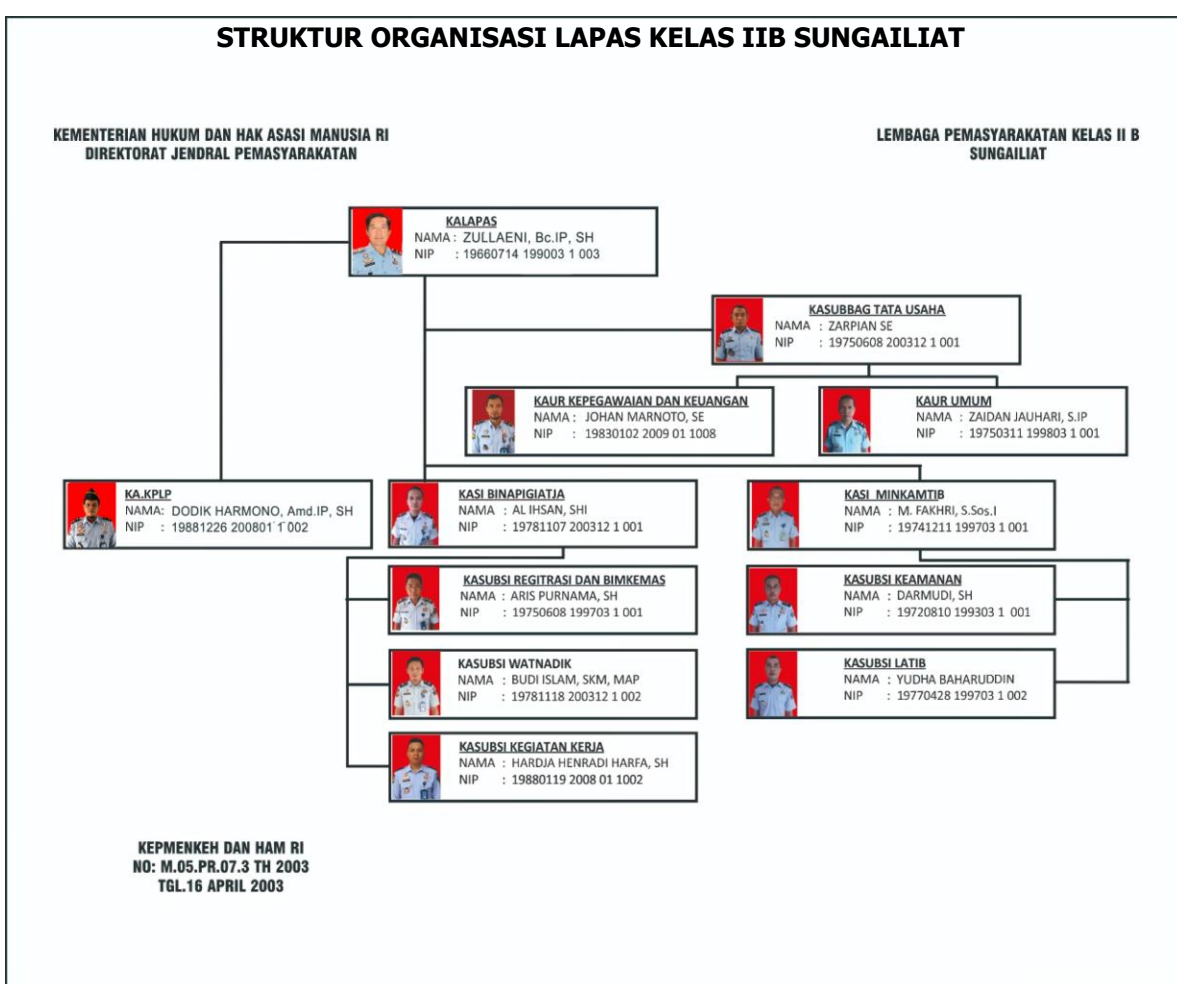 STRUKTUR ORGANISASI LAPAS KELAS IIB SUNGAILIAT
KEMENTERIAN HUKUM DAN HAK ASASI MANUSIA RI
DIREKTORAT JENDRAL PEMASYARAKATAN
LEMBAGA PEMASYARAKATAN KELAS II B
SUNGAILIAT
KALAPAS
NAMA : ZULLAENI, Bc.IP, SH
NIP : 19660714 199003 1 003
KASUBBAG TATA USAHA
NAMA : ZARPIAN SE
NIP : 19750608 200312 1 001
KAUR KEPEGAWAIAN DAN KEUANGAN
NAMA : JOHAN MARNOTO, SE
NIP : 19830102 2009 01 1008
KAUR UMUM
NAMA : ZAIDAN JAUHARI, S.IP
NIP : 19750311 199803 1 001
KA.KPLP
NAMA: DODIK HARMONO, Amd.IP, SH
NIP : 19881226 200801 1 002
KASI BINAPIGIATJA
NAMA : AL IHSAN, SHI
NIP : 19781107 200312 1 001
KASI MINKAMTIB
NAMA : M. FAKHRI, S.Sos.I
NIP : 19741211 199703 1 001
KASUBSI REGITRASI DAN BIMKEMAS
NAMA : ARIS PURNAMA, SH
NIP : 19750608 199703 1 001
KASUBSI KEAMANAN
NAMA : DARMUDI, SH
NIP : 19720810 199303 1 001
KASUBSI WATNADIK
NAMA : BUDI ISLAM, SKM, MAP
NIP : 19781118 200312 1 002
KASUBSI LATIB
NAMA : YUDHA BAHARUDDIN
NIP : 19770428 199703 1 002
KASUBSI KEGIATAN KERJA
NAMA : HARDJA HENRADI HARFA, SH
NIP : 19880119 2008 01 1002
KEPMENKEH DAN HAM RI
NO: M.05.PR.07.3 TH 2003
TGL.16 APRIL 2003